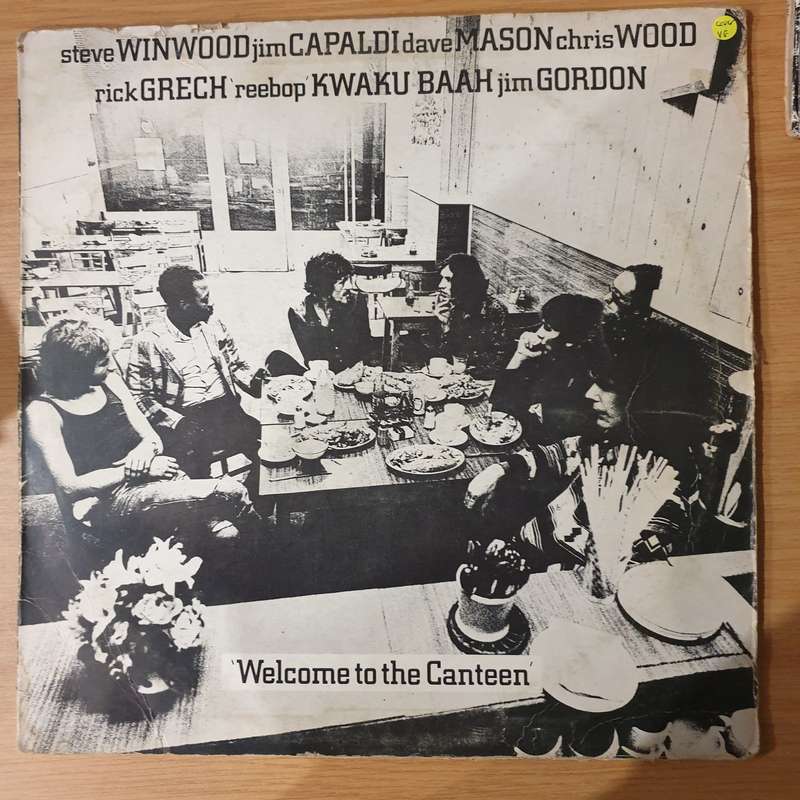 steve WINWOOD jim CAPALDI dave MASON chris WOOD
rick GRECH 'reebop' KWAKU BAAH jim GORDON
'Welcome to the Canteen'